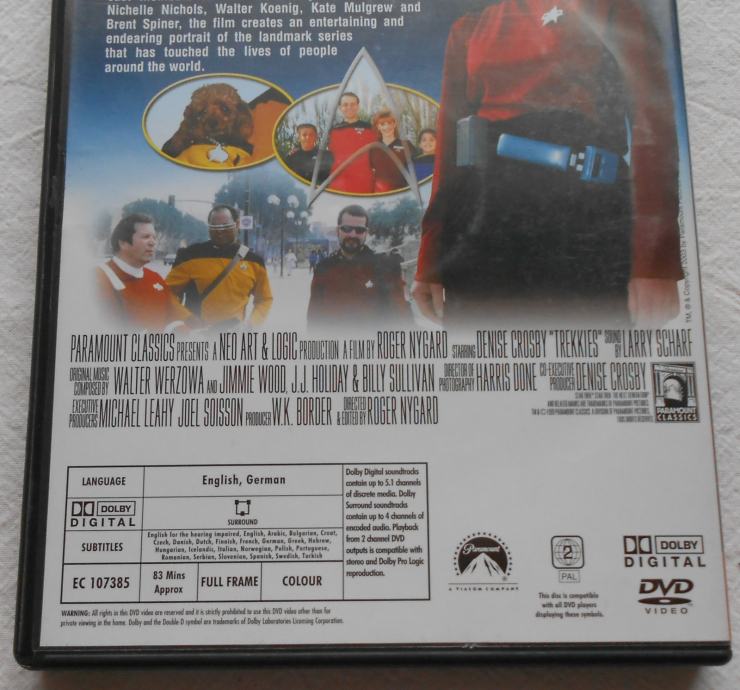 Nichelle Nichols, Walter Koenig, Kate Mulgrew and
Brent Spiner, the film creates an entertaining and
endearing portrait of the landmark series
that has touched the lives of people
around the world.
PARAMOUNT CLASSICS PRESENTS A NEO ART & LOGIC PRODUCTION A FILM BY ROGER NYGARD STARRING DENISE CROSBY "TREKKIES" SOUND BY LARRY SCHARF
ORIGINAL MUSIC COMPOSED BY WALTER WERZOWA AND JIMMIE WOOD, J.J. HOLIDAY & BILLY SULLIVAN DIRECTOR OF PHOTOGRAPHY HARRIS DONE CO-EXECUTIVE PRODUCER DENISE CROSBY
EXECUTIVE PRODUCERS MICHAEL LEAHY JOEL SOISSON PRODUCER W.K. BORDER DIRECTED & EDITED BY ROGER NYGARD
PARAMOUNT
CLASSICS
LANGUAGE English, German
DOLBY
DIGITAL
SURROUND
SUBTITLES
English for the hearing impaired, English, Arabic, Bulgarian, Croat,
Czech, Danish, Dutch, Finnish, French, German, Greek, Hebrew,
Hungarian, Icelandic, Italian, Norwegian, Polish, Portuguese,
Romanian, Serbian, Slovenian, Spanish, Swedish, Turkish
EC 107385
83 Mins
Approx
FULL FRAME
COLOUR
Dolby Digital soundtracks
contain up to 5.1 channels
of discrete media. Dolby
Surround soundtracks
contain up to 4 channels of
encoded audio. Playback
from 2 channel DVD
outputs is compatible with
stereo and Dolby Pro Logic
reproduction.
Paramount
A VIACOM COMPANY
2
PAL
This disc is compatible
with all DVD players
displaying these symbols.
DOLBY
DIGITAL
DVD
VIDEO
WARNING: All rights in this DVD video are reserved and it is strictly prohibited to use this DVD video other than for
private viewing in the home. Dolby and the Double-D symbol are trademarks of Dolby Laboratories Licensing Corporation.